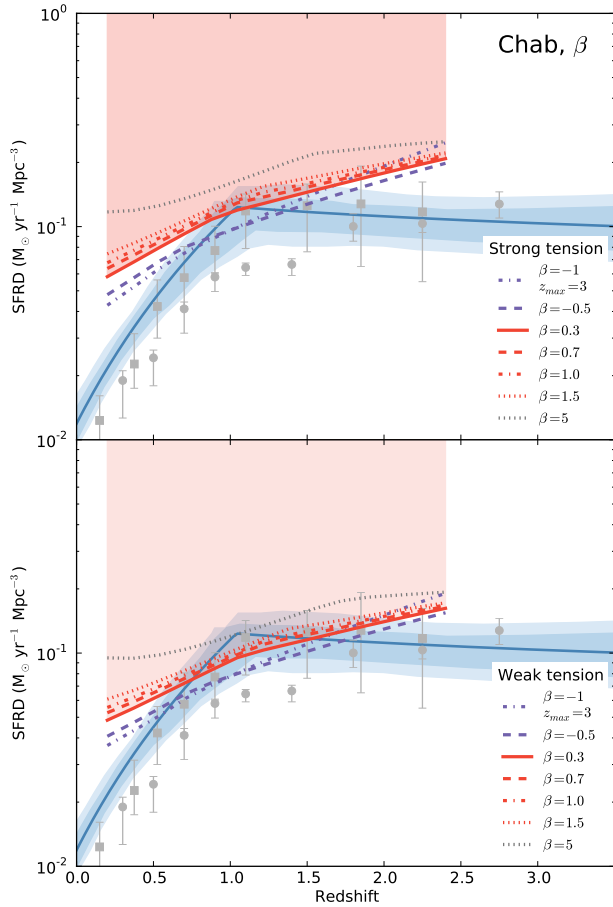 10⁰
Chab, β
SFRD (M⊙ yr⁻¹ Mpc⁻³)
10⁻¹
Strong tension
β=−1
z_max=3
β=−0.5
β=0.3
β=0.7
β=1.0
β=1.5
β=5
10⁻²
SFRD (M⊙ yr⁻¹ Mpc⁻³)
10⁻¹
Weak tension
β=−1
z_max=3
β=−0.5
β=0.3
β=0.7
β=1.0
β=1.5
β=5
10⁻²
0.0 0.5 1.0 1.5 2.0 2.5 3.0
Redshift